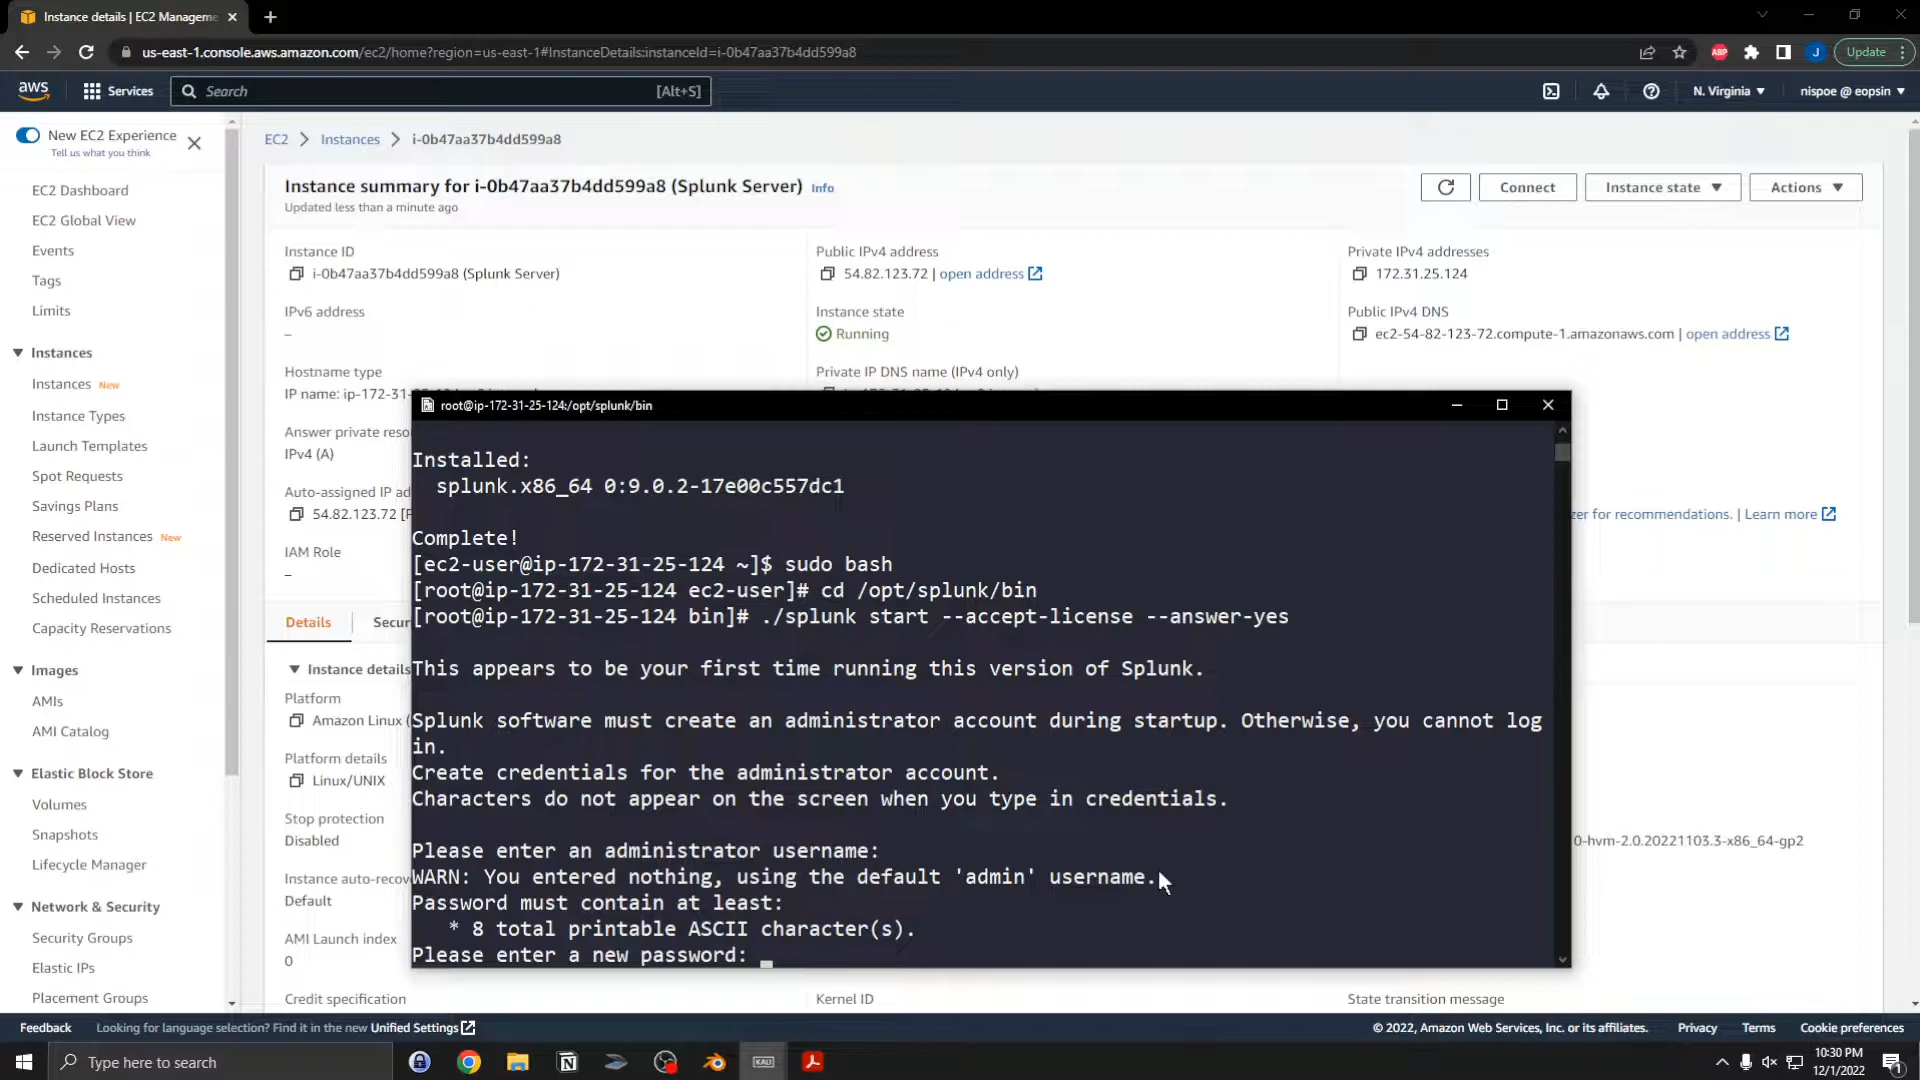 Instance details | EC2 Manageme
us-east-1.console.aws.amazon.com/ec2/home?region=us-east-1#InstanceDetails:instanceId=i-0b47aa37b4dd599a8
ABP
J
Update
aws
Services
Search
[Alt+S]
N. Virginia
nispoe @ eopsin
New EC2 Experience
Tell us what you think
EC2 Dashboard
EC2 Global View
Events
Tags
Limits
Instances
Instances New
Instance Types
Launch Templates
Spot Requests
Savings Plans
Reserved Instances New
Dedicated Hosts
Scheduled Instances
Capacity Reservations
Images
AMIs
AMI Catalog
Elastic Block Store
Volumes
Snapshots
Lifecycle Manager
Network & Security
Security Groups
Elastic IPs
Placement Groups
EC2 > Instances > i-0b47aa37b4dd599a8
Instance summary for i-0b47aa37b4dd599a8 (Splunk Server) Info
Updated less than a minute ago
Connect
Instance state
Actions
Instance ID
i-0b47aa37b4dd599a8 (Splunk Server)
Public IPv4 address
54.82.123.72 | open address
Private IPv4 addresses
172.31.25.124
IPv6 address
–
Instance state
Running
Public IPv4 DNS
ec2-54-82-123-72.compute-1.amazonaws.com | open address
Hostname type
IP name: ip-172-31-
Private IP DNS name (IPv4 only)
Answer private reso
IPv4 (A)
Auto-assigned IP ad
54.82.123.72 [P
zer for recommendations. | Learn more
IAM Role
–
Details
Secur
Instance details
Platform
Amazon Linux (
Platform details
Linux/UNIX
Stop protection
Disabled
0-hvm-2.0.20221103.3-x86_64-gp2
Instance auto-recov
Default
AMI Launch index
0
Credit specification
Kernel ID
State transition message
root@ip-172-31-25-124:/opt/splunk/bin
Installed:
splunk.x86_64 0:9.0.2-17e00c557dc1
Complete!
[ec2-user@ip-172-31-25-124 ~]$ sudo bash
[root@ip-172-31-25-124 ec2-user]# cd /opt/splunk/bin
[root@ip-172-31-25-124 bin]# ./splunk start --accept-license --answer-yes
This appears to be your first time running this version of Splunk.
Splunk software must create an administrator account during startup. Otherwise, you cannot log
in.
Create credentials for the administrator account.
Characters do not appear on the screen when you type in credentials.
Please enter an administrator username:
WARN: You entered nothing, using the default 'admin' username.
Password must contain at least:
* 8 total printable ASCII character(s).
Please enter a new password:
Feedback
Looking for language selection? Find it in the new Unified Settings
© 2022, Amazon Web Services, Inc. or its affiliates.
Privacy
Terms
Cookie preferences
Type here to search
KALI
10:30 PM
12/1/2022
1